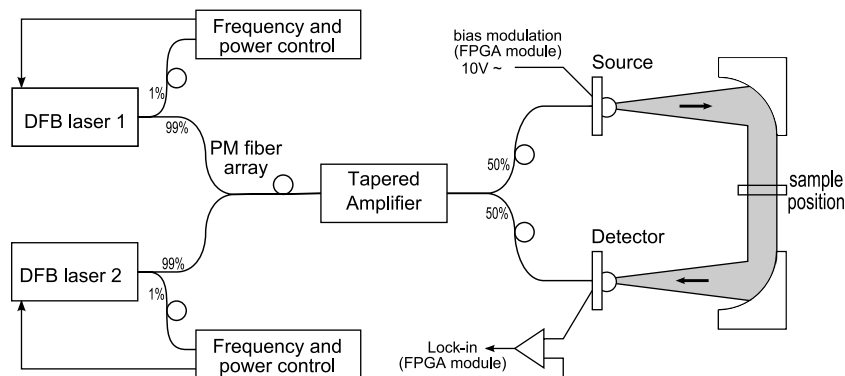 Frequency and
power control
bias modulation
(FPGA module)
10V ~
Source
1%
DFB laser 1
99%
PM fiber
array
50%
Tapered
Amplifier
sample
position
50%
Detector
99%
DFB laser 2
1%
Frequency and
power control
Lock-in
(FPGA module)